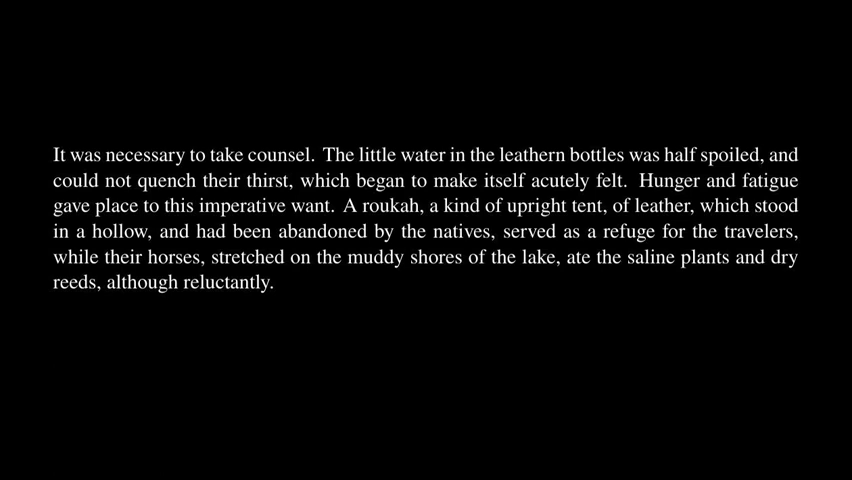 It was necessary to take counsel. The little water in the leathern bottles was half spoiled, and
could not quench their thirst, which began to make itself acutely felt. Hunger and fatigue
gave place to this imperative want. A roukah, a kind of upright tent, of leather, which stood
in a hollow, and had been abandoned by the natives, served as a refuge for the travelers,
while their horses, stretched on the muddy shores of the lake, ate the saline plants and dry
reeds, although reluctantly.